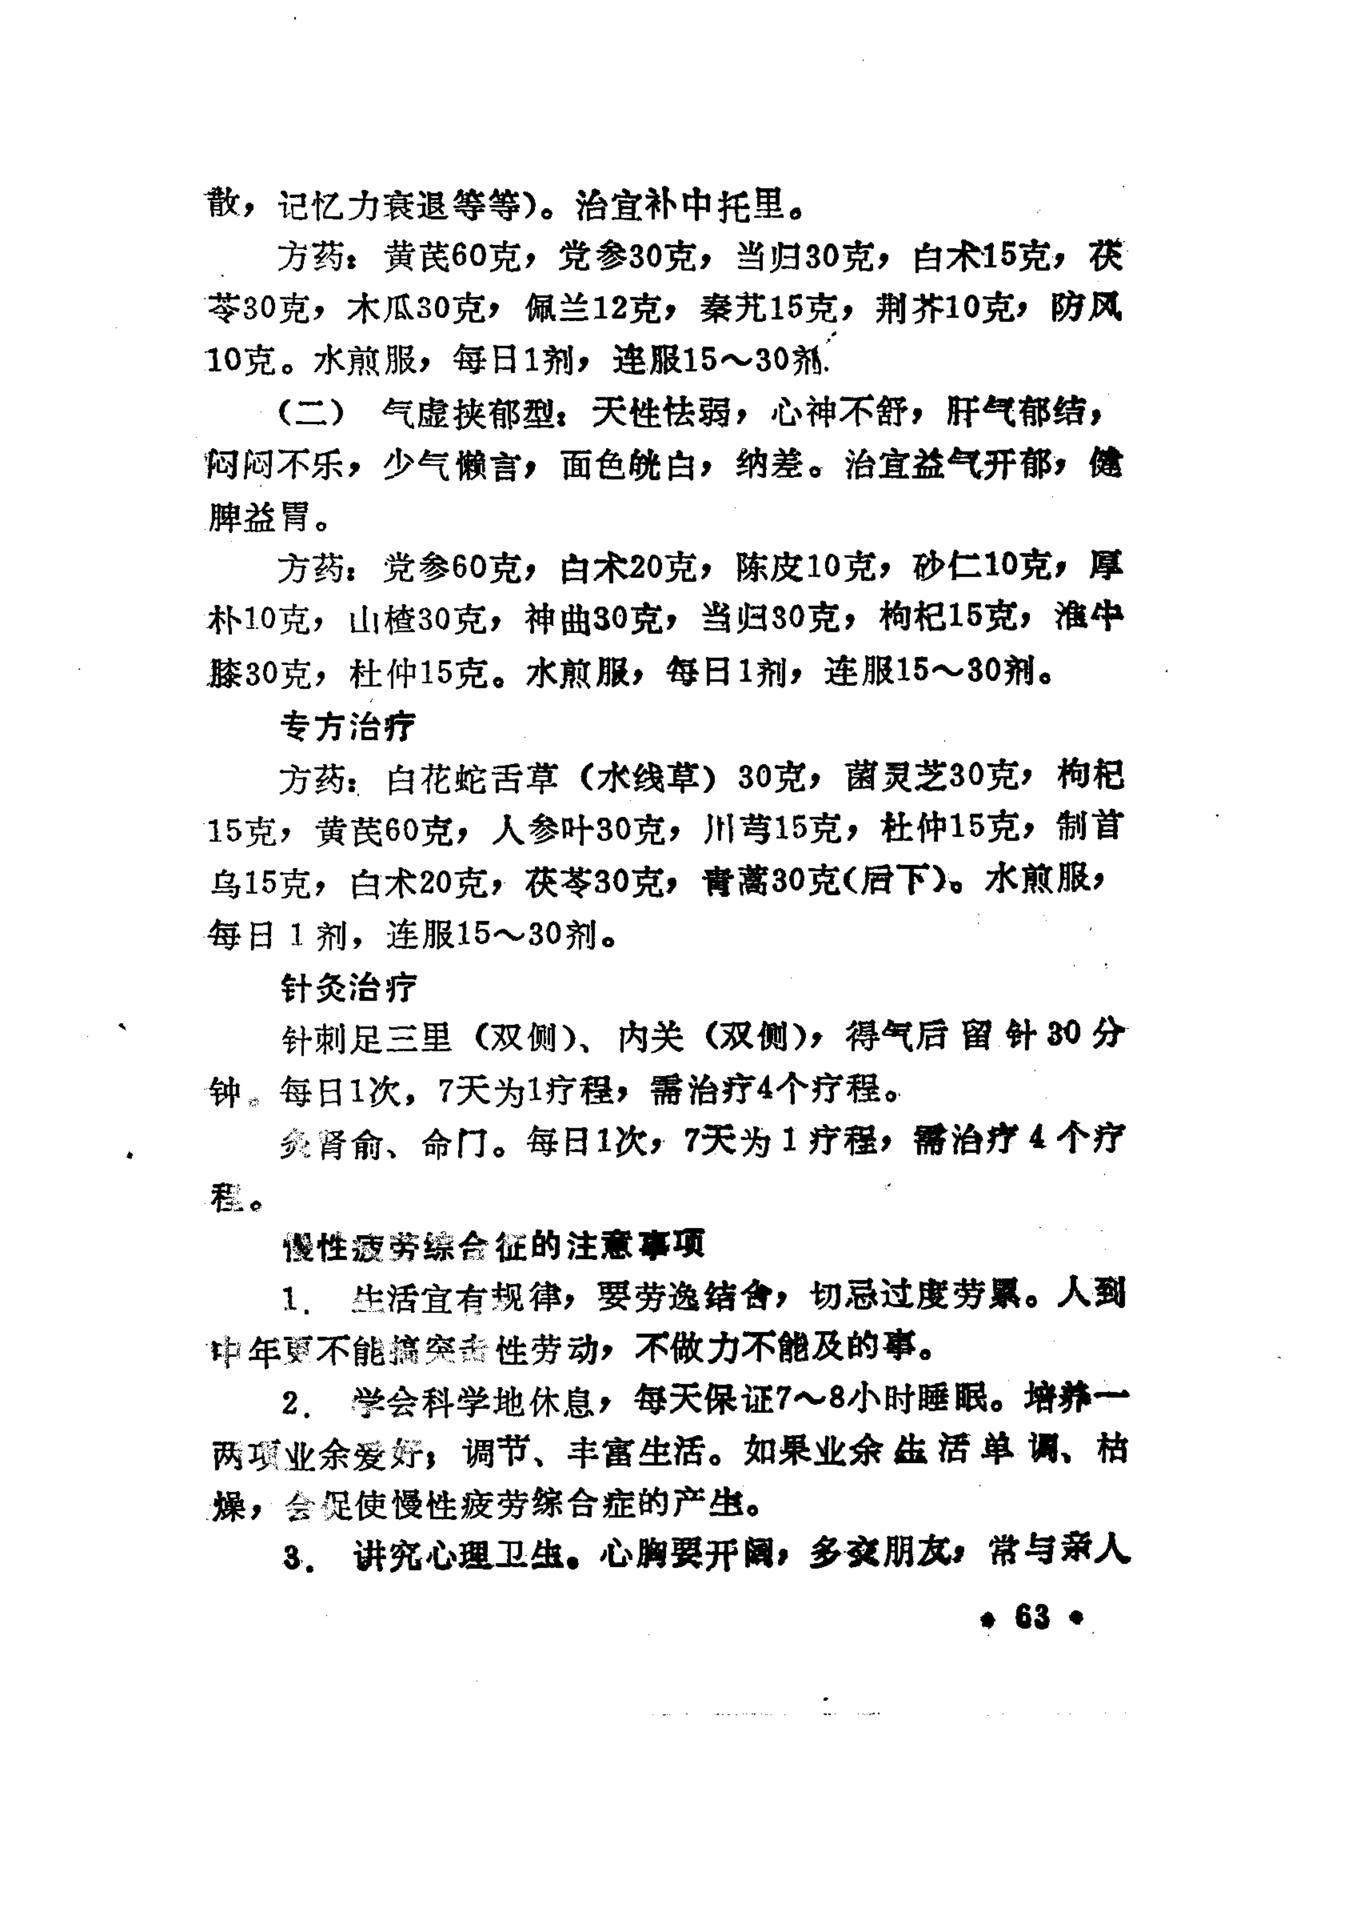 散，记忆力衰退等等）。治宜补中托里。
方药：黄芪60克，党参30克，当归30克，白术15克，茯
苓30克，木瓜30克，佩兰12克，秦艽15克，荆芥10克，防风
10克。水煎服，每日1剂，连服15～30剂.
（二） 气虚挟郁型：天性怯弱，心神不舒，肝气郁结，
闷闷不乐，少气懒言，面色㿠白，纳差。治宜益气开郁，健
脾益胃。
方药：党参60克，白术20克，陈皮10克，砂仁10克，厚
朴10克，山楂30克，神曲30克，当归30克，枸杞15克，淮牛
膝30克，杜仲15克。水煎服，每日1剂，连服15～30剂。
专方治疗
方药：白花蛇舌草（水线草）30克，菌灵芝30克，枸杞
15克，黄芪60克，人参叶30克，川芎15克，杜仲15克，制首
乌15克，白术20克，茯苓30克，青蒿30克（后下）。水煎服，
每日1剂，连服15～30剂。
针灸治疗
针刺足三里（双侧）、内关（双侧），得气后留针30分
钟。每日1次，7天为1疗程，需治疗4个疗程。
灸肾俞、命门。每日1次，7天为1疗程，需治疗4个疗
程。
慢性疲劳综合征的注意事项
1. 生活宜有规律，要劳逸结合，切忌过度劳累。人到
中年更不能搞突击性劳动，不做力不能及的事。
2. 学会科学地休息，每天保证7～8小时睡眠。培养一
两项业余爱好；调节、丰富生活。如果业余生活单调、枯
燥，会促使慢性疲劳综合症的产生。
3. 讲究心理卫生。心胸要开阔，多交朋友，常与亲人
• 63 •